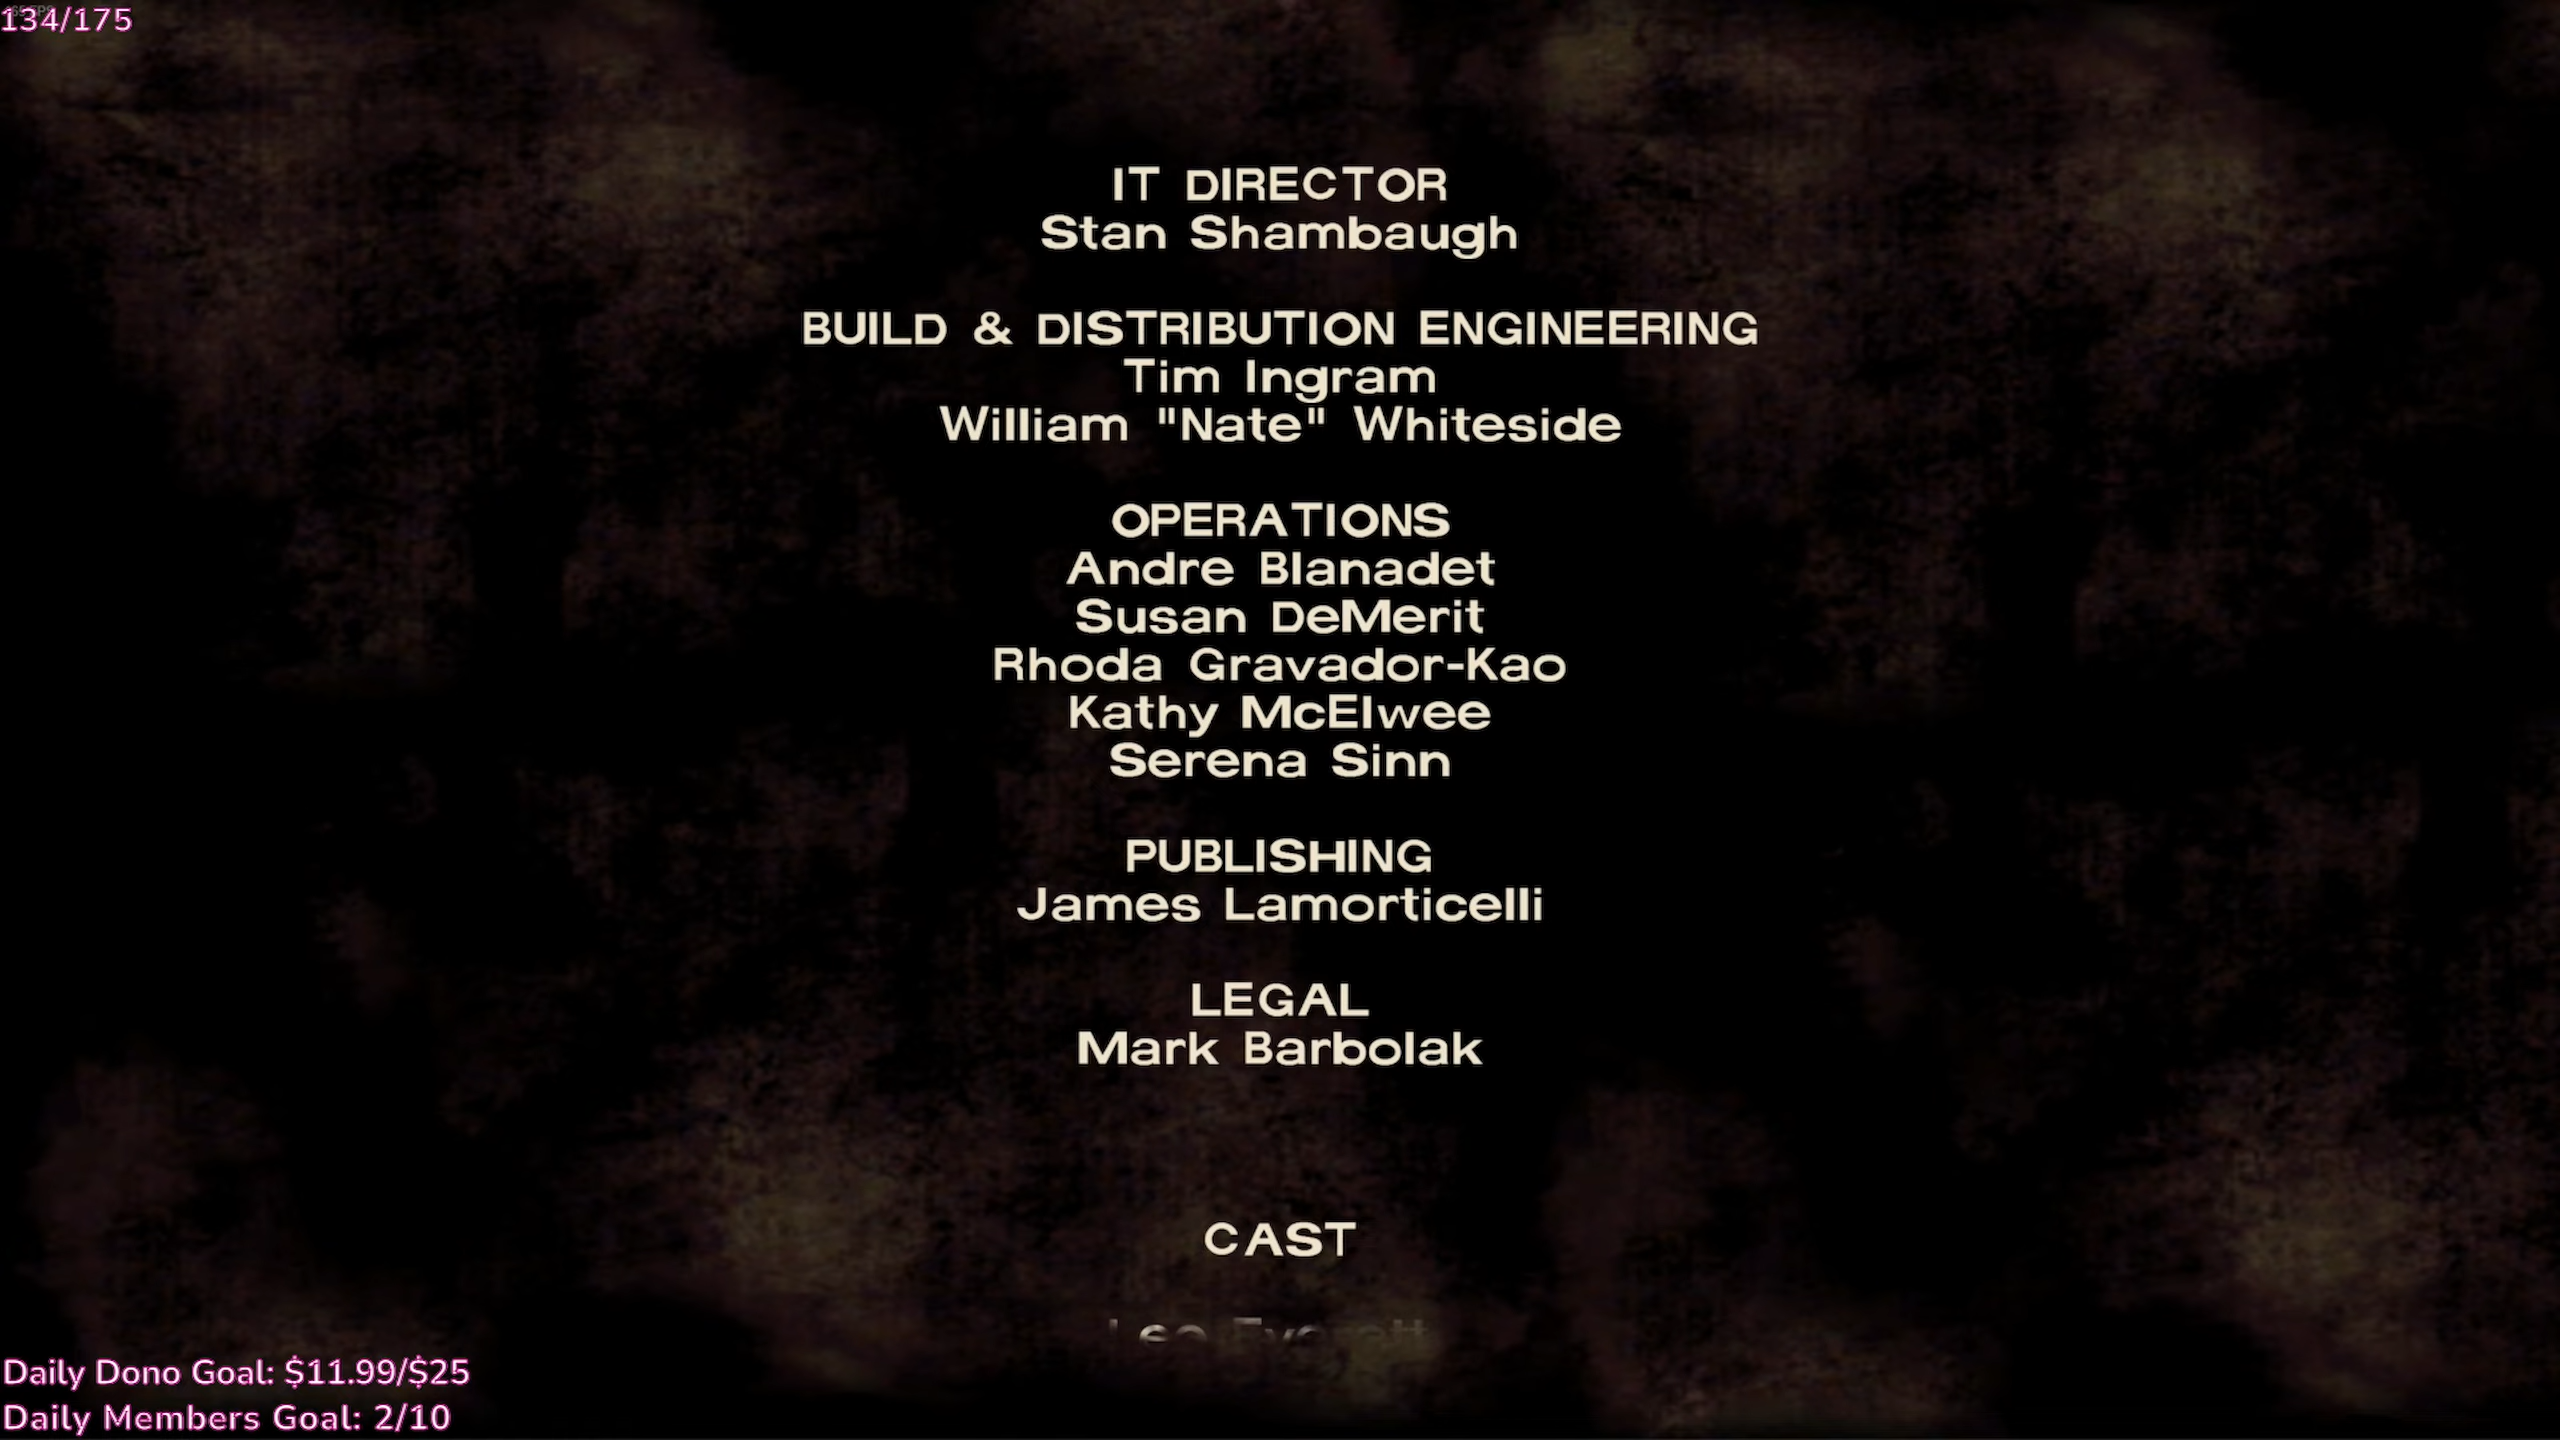 134/175
IT DIRECTOR
Stan Shambaugh
BUILD & DISTRIBUTION ENGINEERING
Tim Ingram
William "Nate" Whiteside
OPERATIONS
Andre Blanadet
Susan DeMerit
Rhoda Gravador-Kao
Kathy McElwee
Serena Sinn
PUBLISHING
James Lamorticelli
LEGAL
Mark Barbolak
CAST
Daily Dono Goal: $11.99/$25
Daily Members Goal: 2/10